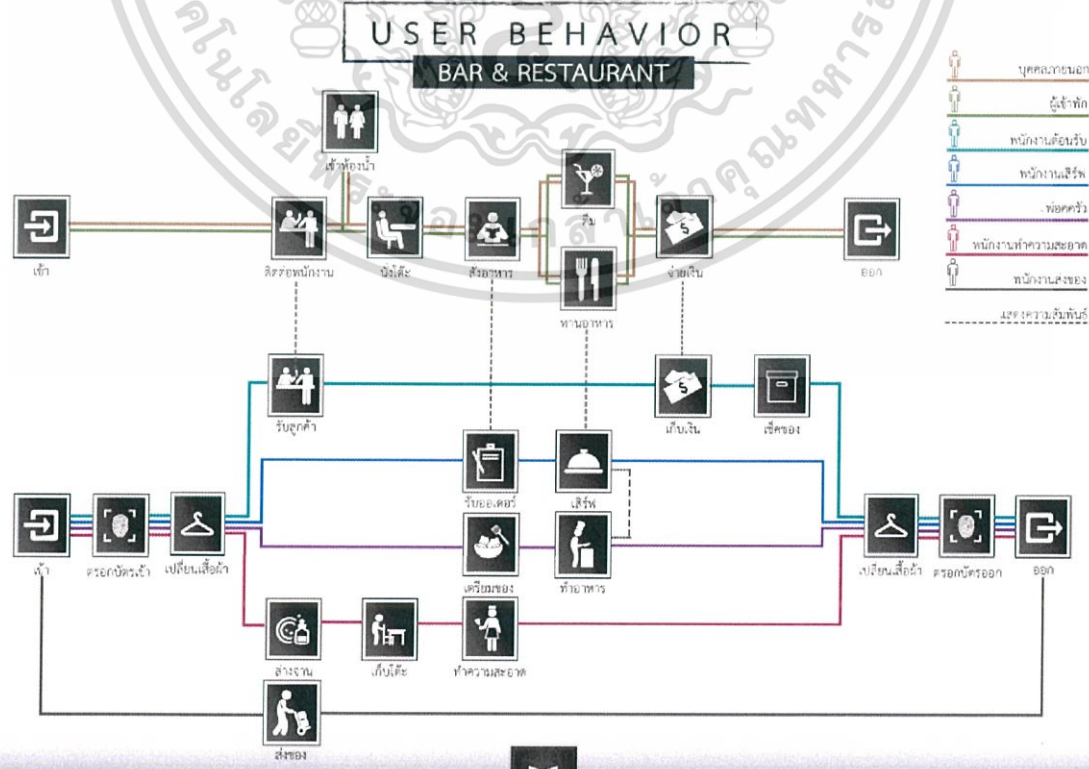 USER BEHAVIOR
BAR & RESTAURANT
บุคคลภายนอก
ผู้เข้าพัก
พนักงานต้อนรับ
พนักงานเสิร์ฟ
พ่อครัว
พนักงานทำความสะอาด
พนักงานส่งของ
แสดงความสัมพันธ์
เข้าห้องน้ำ
เข้า
ติดต่อพนักงาน
นั่งโต๊ะ
สั่งอาหาร
ดื่ม
ทานอาหาร
จ่ายเงิน
ออก
รับลูกค้า
เก็บเงิน
เช็คของ
รับออเดอร์
เสิร์ฟ
เข้า
ตรอกบัตรเข้า
เปลี่ยนเสื้อผ้า
เตรียมของ
ทำอาหาร
เปลี่ยนเสื้อผ้า
ตรอกบัตรออก
ออก
ล้างจาน
เก็บโต๊ะ
ทำความสะอาด
ส่งของ